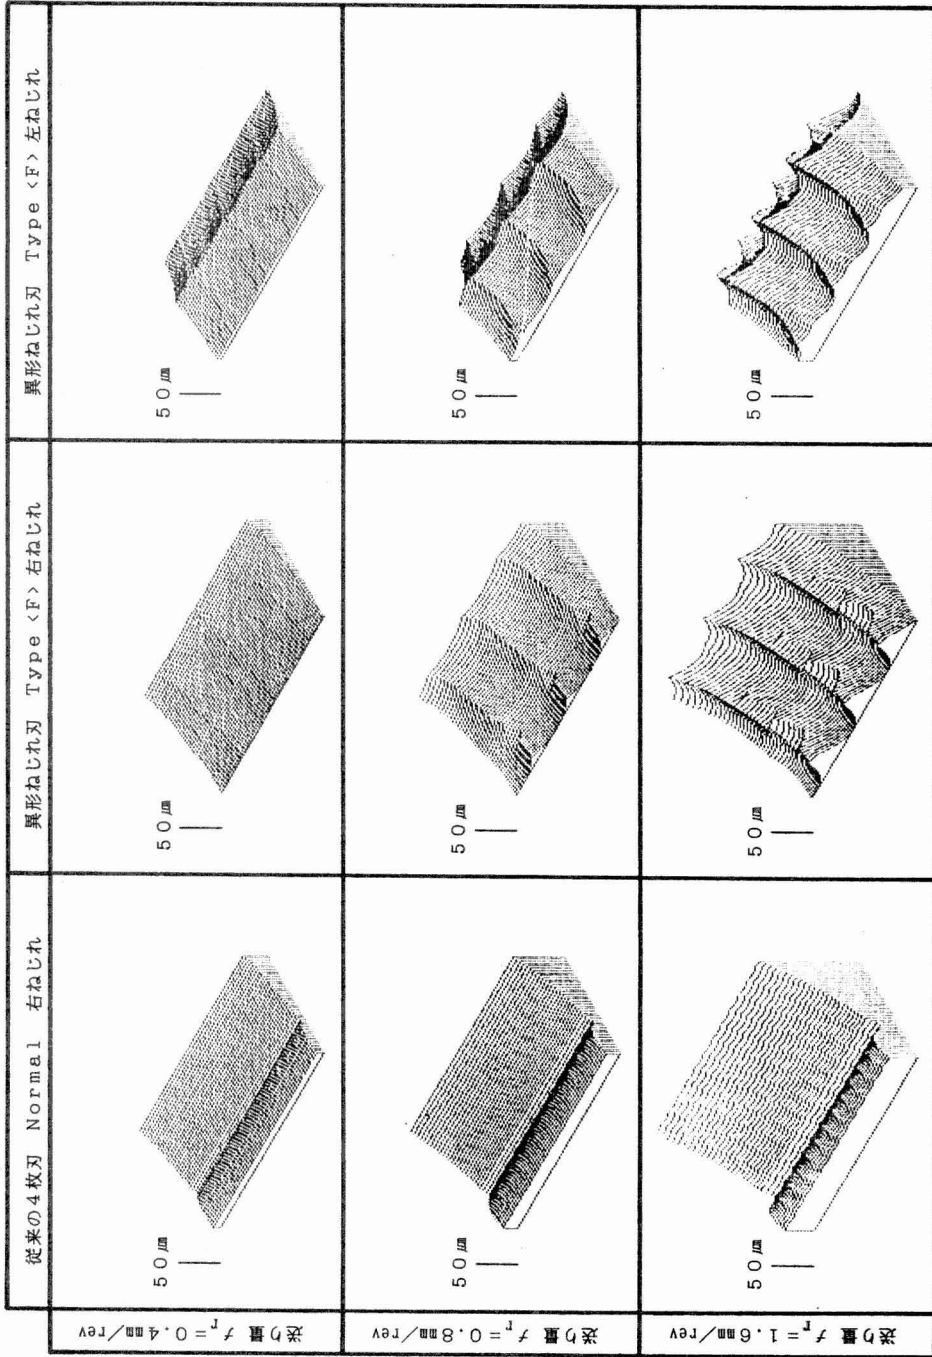 従来の4枚刃 Normal 右ねじれ
異形ねじれ刃 Type <F> 右ねじれ
異形ねじれ刃 Type <F> 左ねじれ
送り量 fr=0.4mm/rev
50μm
50μm
50μm
送り量 fr=0.8mm/rev
50μm
50μm
50μm
送り量 fr=1.6mm/rev
50μm
50μm
50μm